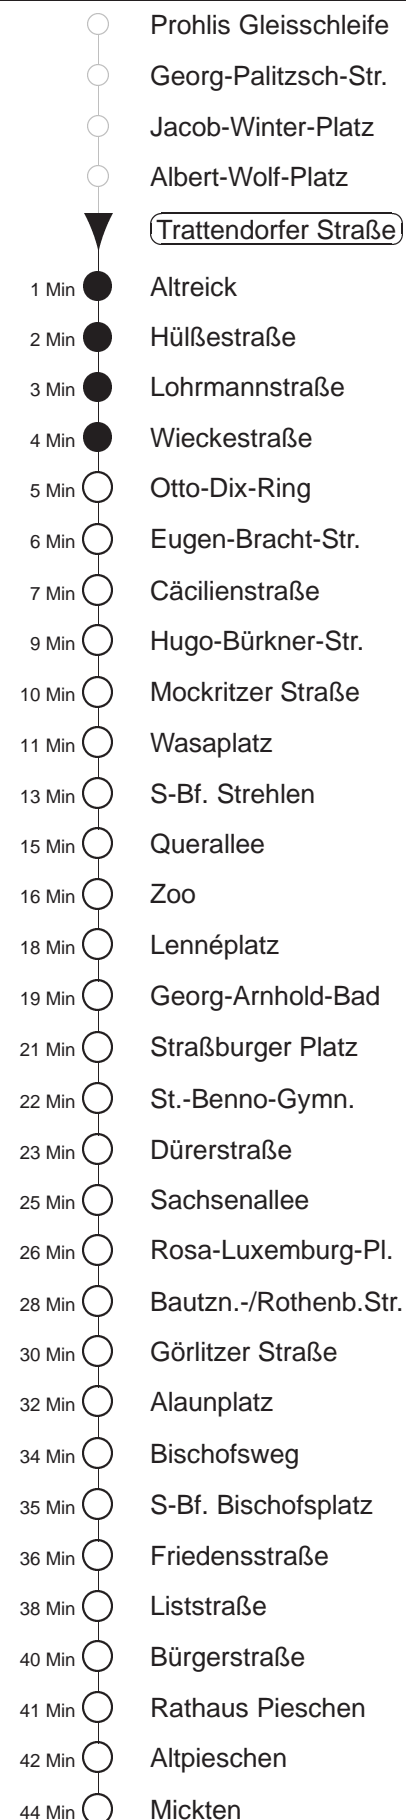 Prohlis Gleisschleife
Georg-Palitzsch-Str.
Jacob-Winter-Platz
Albert-Wolf-Platz
Trattendorfer Straße
1 Min Altreick
2 Min Hülßestraße
3 Min Lohrmannstraße
4 Min Wieckestraße
5 Min Otto-Dix-Ring
6 Min Eugen-Bracht-Str.
7 Min Cäcilienstraße
9 Min Hugo-Bürkner-Str.
10 Min Mockritzer Straße
11 Min Wasaplatz
13 Min S-Bf. Strehlen
15 Min Querallee
16 Min Zoo
18 Min Lennéplatz
19 Min Georg-Arnhold-Bad
21 Min Straßburger Platz
22 Min St.-Benno-Gymn.
23 Min Dürerstraße
25 Min Sachsenallee
26 Min Rosa-Luxemburg-Pl.
28 Min Bautzn.-/Rothenb.Str.
30 Min Görlitzer Straße
32 Min Alaunplatz
34 Min Bischofsweg
35 Min S-Bf. Bischofsplatz
36 Min Friedensstraße
38 Min Liststraße
40 Min Bürgerstraße
41 Min Rathaus Pieschen
42 Min Altpieschen
44 Min Mickten